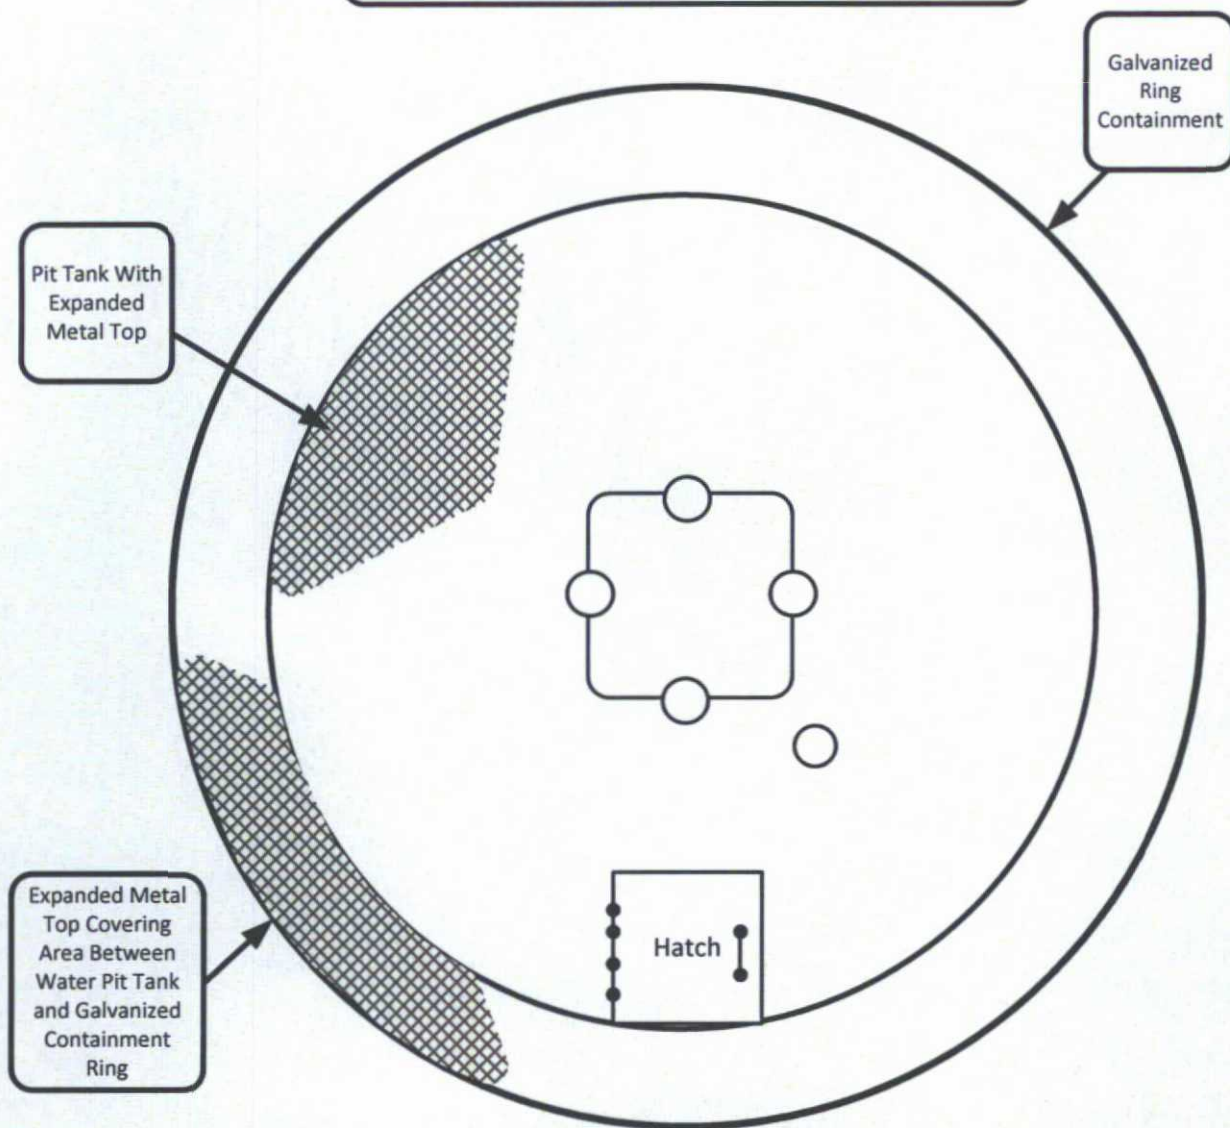 Galvanized
Ring
Containment
Pit Tank With
Expanded
Metal Top
Expanded Metal
Top Covering
Area Between
Water Pit Tank
and Galvanized
Containment
Ring
Hatch